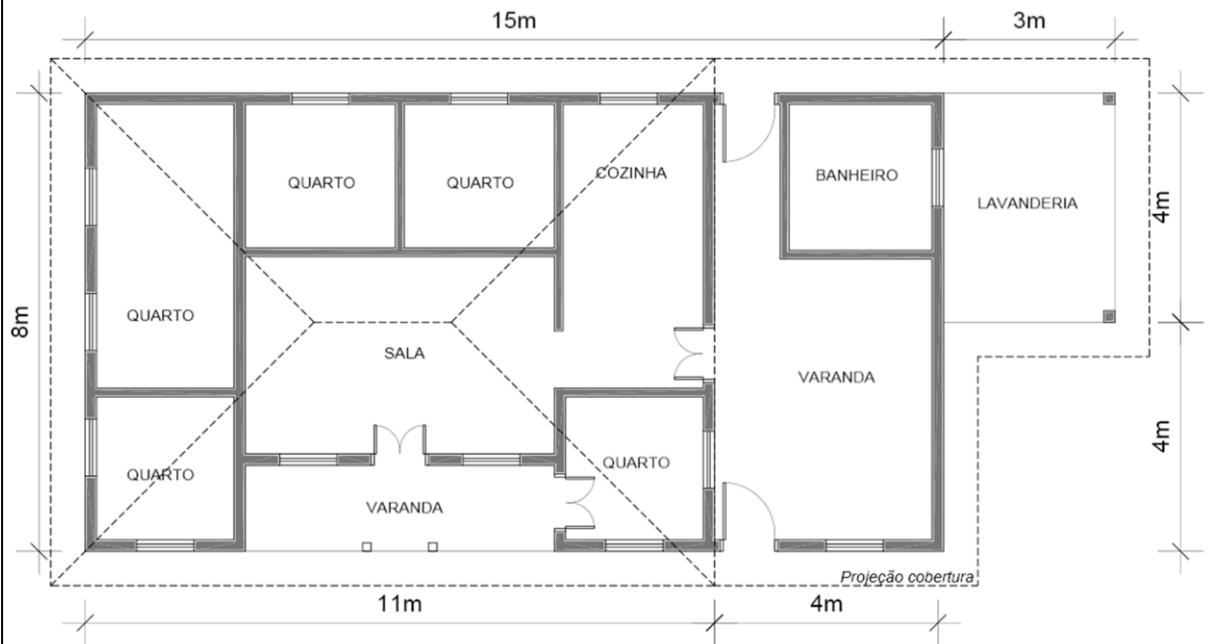 15m
3m
QUARTO
QUARTO
COZINHA
BANHEIRO
LAVANDERIA
4m
8m
QUARTO
SALA
VARANDA
4m
QUARTO
VARANDA
QUARTO
Projeção cobertura
11m
4m